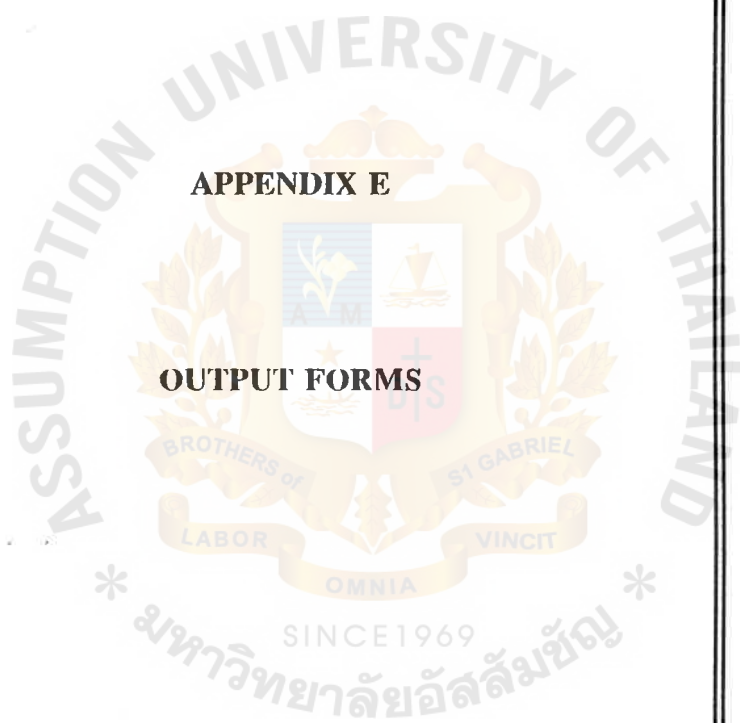 ASSUMPTION UNIVERSITY OF THAILAND
APPENDIX E
A M
OUTPUT FORMS
D S
BROTHERS of
ST GABRIEL
LABOR
VINCIT
OMNIA
SINCE1969
* มหาวิทยาลัยอัสสัมชัญ *